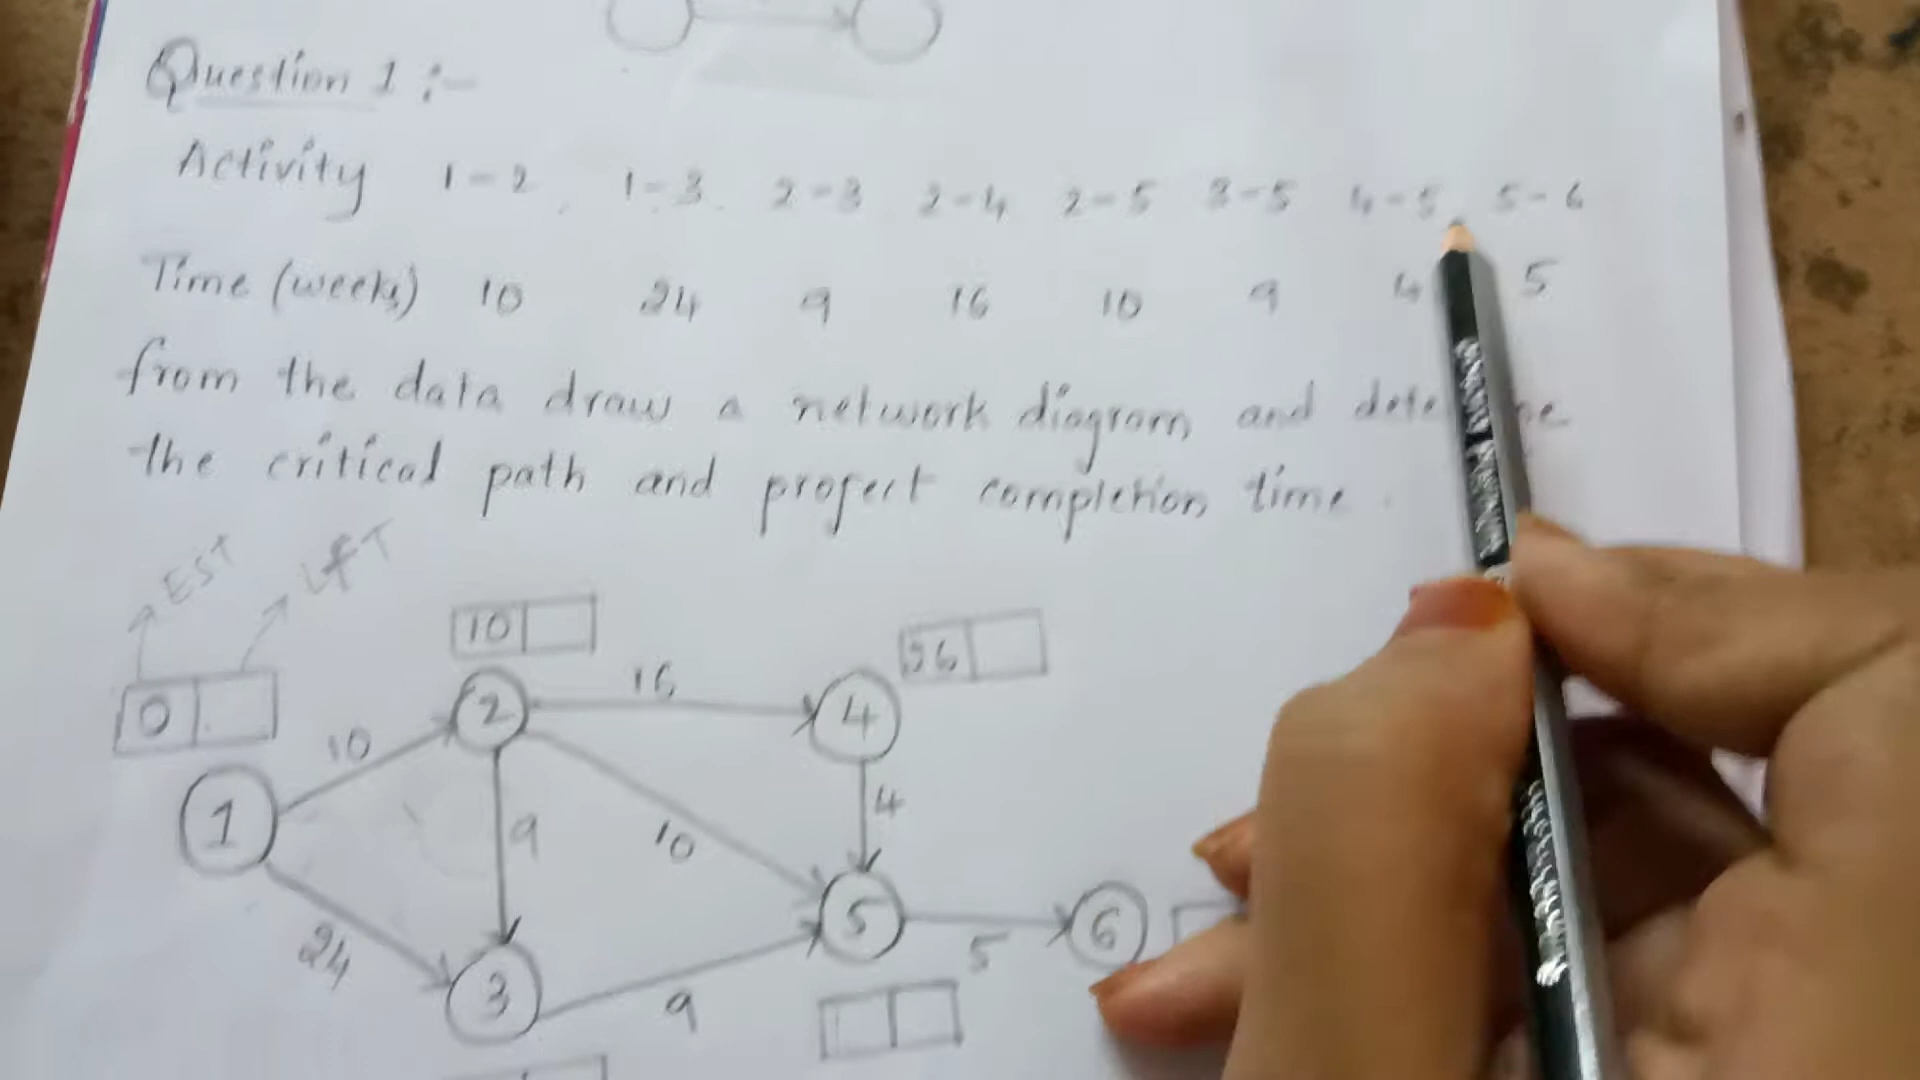 Question 1 :-
Activity 1-2, 1-3. 2-3 2-4 2-5 3-5 4-5 5-6
Time (weeks) 10 24 9 16 10 9 4 5
from the data draw a network diagram and
the critical path and project completion time.
EST LFT
10
26
0
16
2 4
10
1
9 10 4
24
5 6
5
3
9